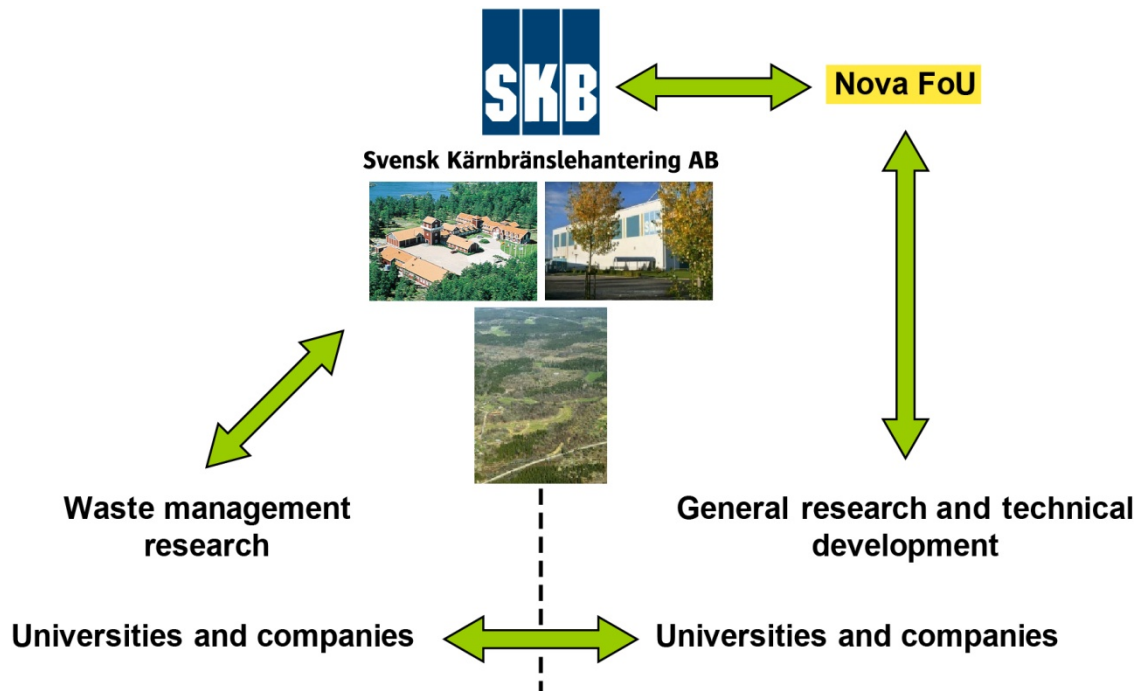 SKB
Nova FoU
Svensk Kärnbränslehantering AB
Waste management
research
General research and technical
development
Universities and companies
Universities and companies